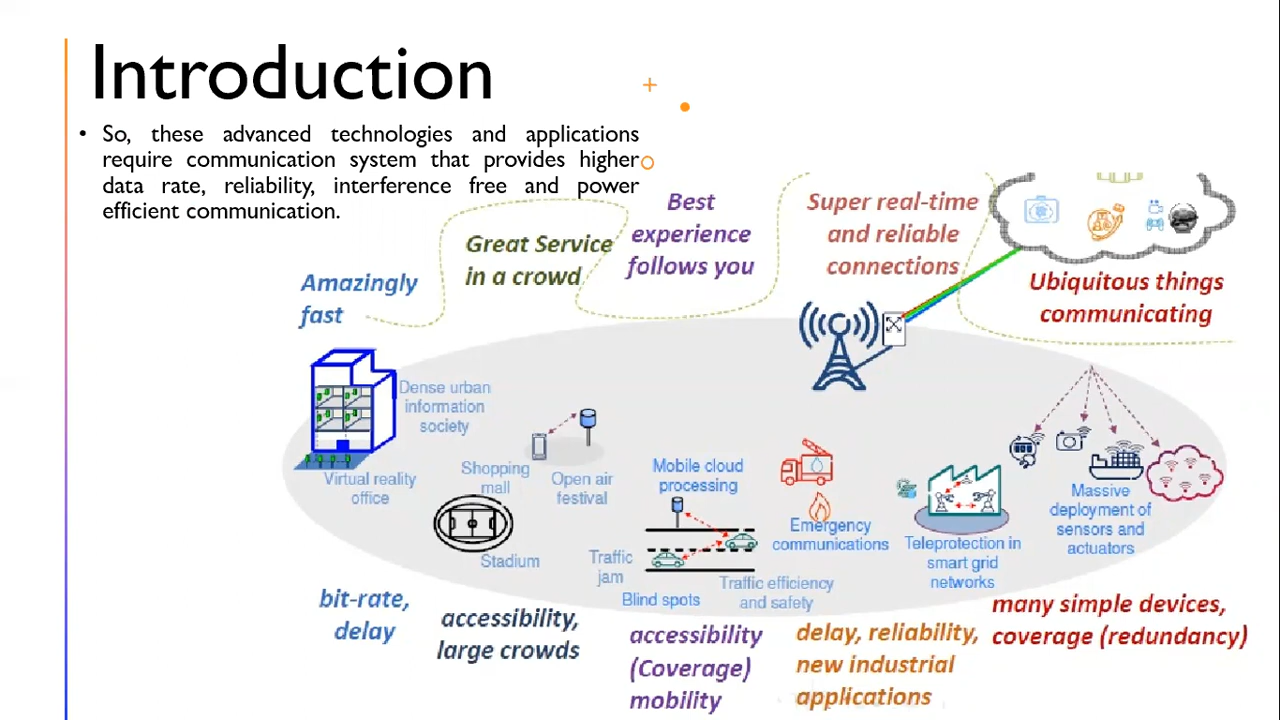 Introduction
• So, these advanced technologies and applications
require communication system that provides higher
data rate, reliability, interference free and power
efficient communication.
Amazingly
fast
Great Service
in a crowd
Best
experience
follows you
Super real-time
and reliable
connections
Ubiquitous things
communicating
Dense urban
information
society
Virtual reality
office
Shopping
mall
Open air
festival
Stadium
Mobile cloud
processing
Traffic
jam
Blind spots
Emergency
communications
Traffic efficiency
and safety
Teleprotection in
smart grid
networks
Massive
deployment of
sensors and
actuators
bit-rate,
delay
accessibility,
large crowds
accessibility
(Coverage)
mobility
delay, reliability,
new industrial
applications
many simple devices,
coverage (redundancy)